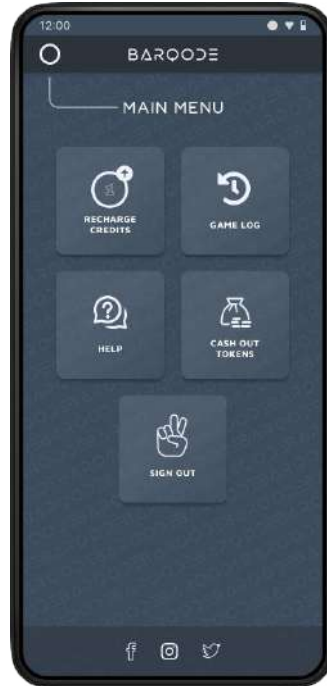 12:00
BARQODE
MAIN MENU
RECHARGE
CREDITS
GAME LOG
HELP
CASH OUT
TOKENS
SIGN OUT